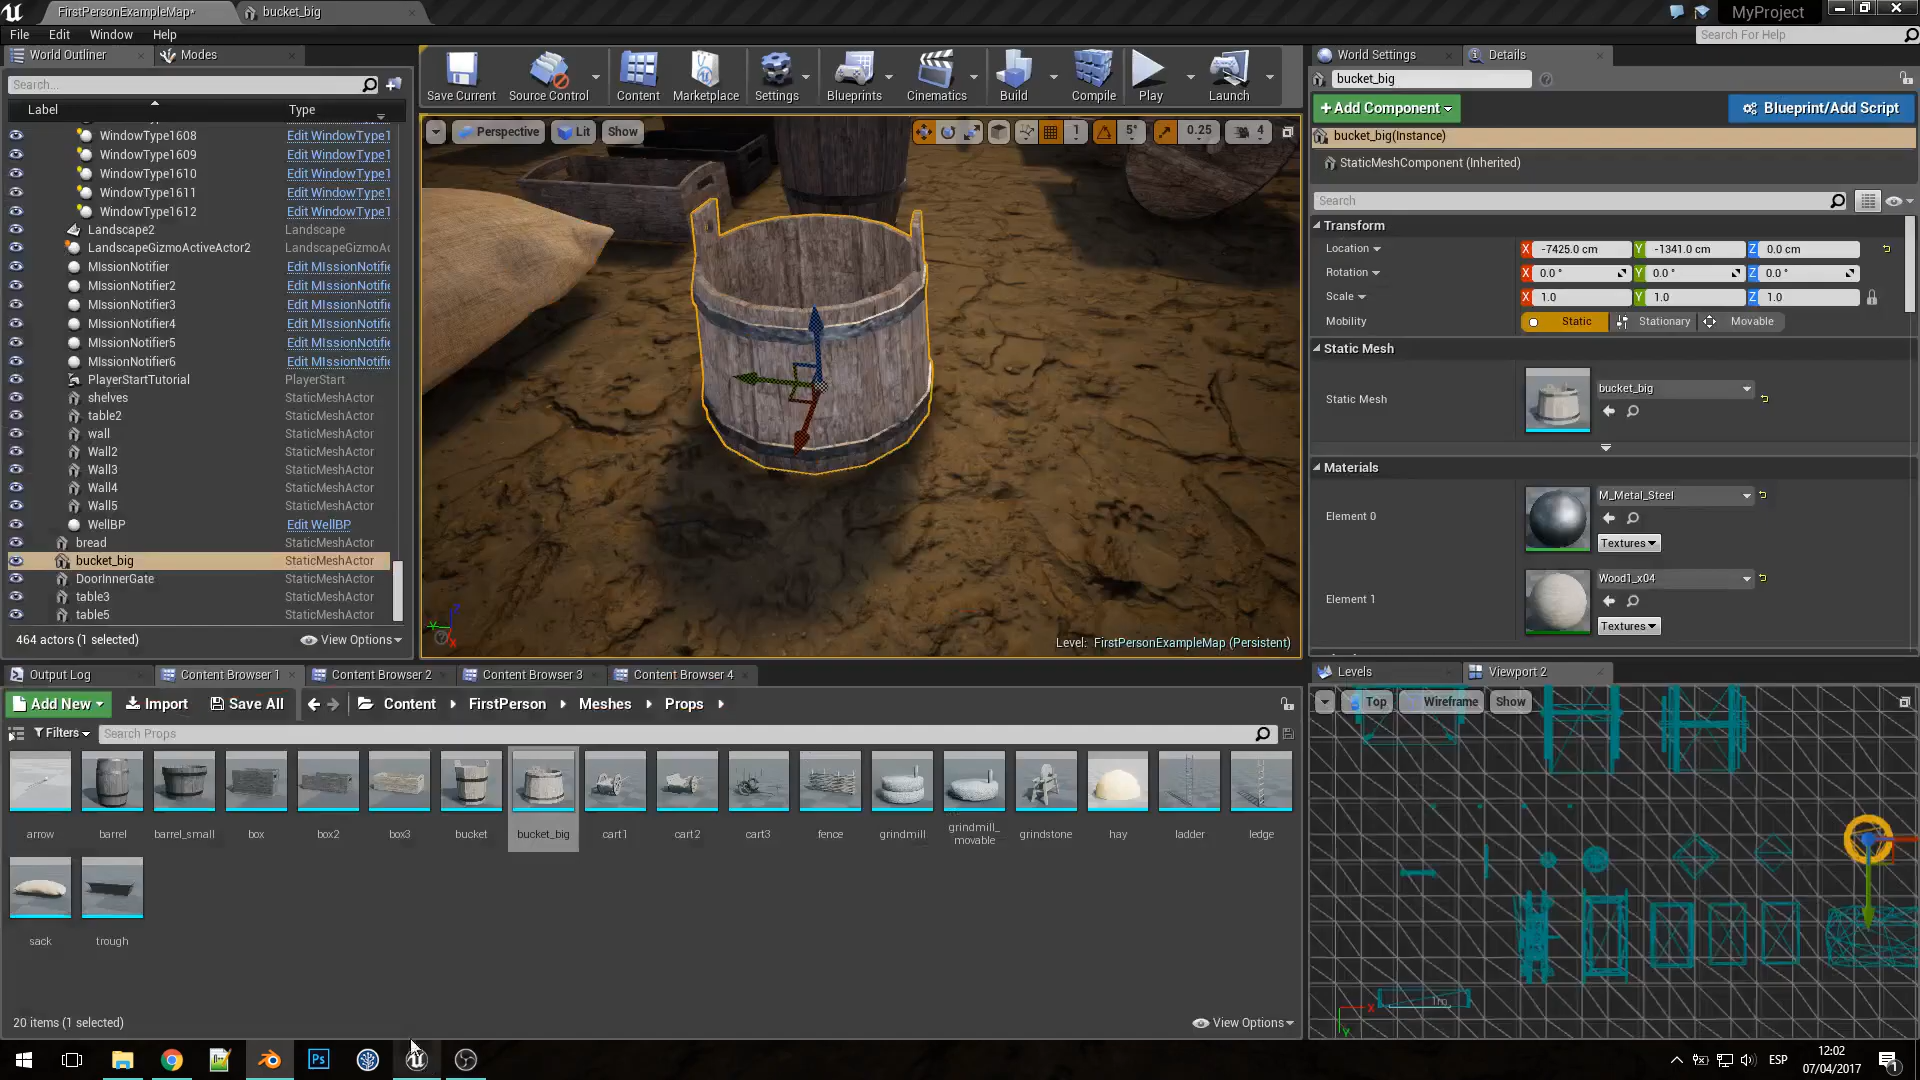 FirstPersonExampleMap*
bucket_big
MyProject
File Edit Window Help
Search For Help
World Outliner
Modes
Search...
Label Type
WindowType1608 Edit WindowType1
WindowType1609 Edit WindowType1
WindowType1610 Edit WindowType1
WindowType1611 Edit WindowType1
WindowType1612 Edit WindowType1
Landscape2 Landscape
LandscapeGizmoActiveActor2 LandscapeGizmoAc
MIssionNotifier Edit MIssionNotifie
MIssionNotifier2 Edit MIssionNotifie
MIssionNotifier3 Edit MIssionNotifie
MIssionNotifier4 Edit MIssionNotifie
MIssionNotifier5 Edit MIssionNotifie
MIssionNotifier6 Edit MIssionNotifie
PlayerStartTutorial PlayerStart
shelves StaticMeshActor
table2 StaticMeshActor
wall StaticMeshActor
Wall2 StaticMeshActor
Wall3 StaticMeshActor
Wall4 StaticMeshActor
Wall5 StaticMeshActor
WellBP Edit WellBP
bread StaticMeshActor
bucket_big StaticMeshActor
DoorInnerGate StaticMeshActor
table3 StaticMeshActor
table5 StaticMeshActor
464 actors (1 selected) View Options
Save Current Source Control Content Marketplace Settings Blueprints Cinematics Build Compile Play Launch
Perspective Lit Show 1 5° 0.25 4
Level: FirstPersonExampleMap (Persistent)
World Settings Details
bucket_big
+Add Component Blueprint/Add Script
bucket_big(Instance)
StaticMeshComponent (Inherited)
Search
Transform
Location X -7425.0 cm Y -1341.0 cm Z 0.0 cm
Rotation X 0.0 ° Y 0.0 ° Z 0.0 °
Scale X 1.0 Y 1.0 Z 1.0
Mobility Static Stationary Movable
Static Mesh
Static Mesh bucket_big
Materials
Element 0 M_Metal_Steel
Textures
Element 1 Wood1_x04
Textures
Output Log Content Browser 1 Content Browser 2 Content Browser 3 Content Browser 4
Add New Import Save All Content FirstPerson Meshes Props
Filters Search Props
arrow barrel barrel_small box box2 box3 bucket bucket_big cart1 cart2 cart3 fence grindmill grindmill_movable grindstone hay ladder ledge
sack trough
20 items (1 selected) View Options
Levels Viewport 2
Top Wireframe Show
1m
ESP
12:02
07/04/2017